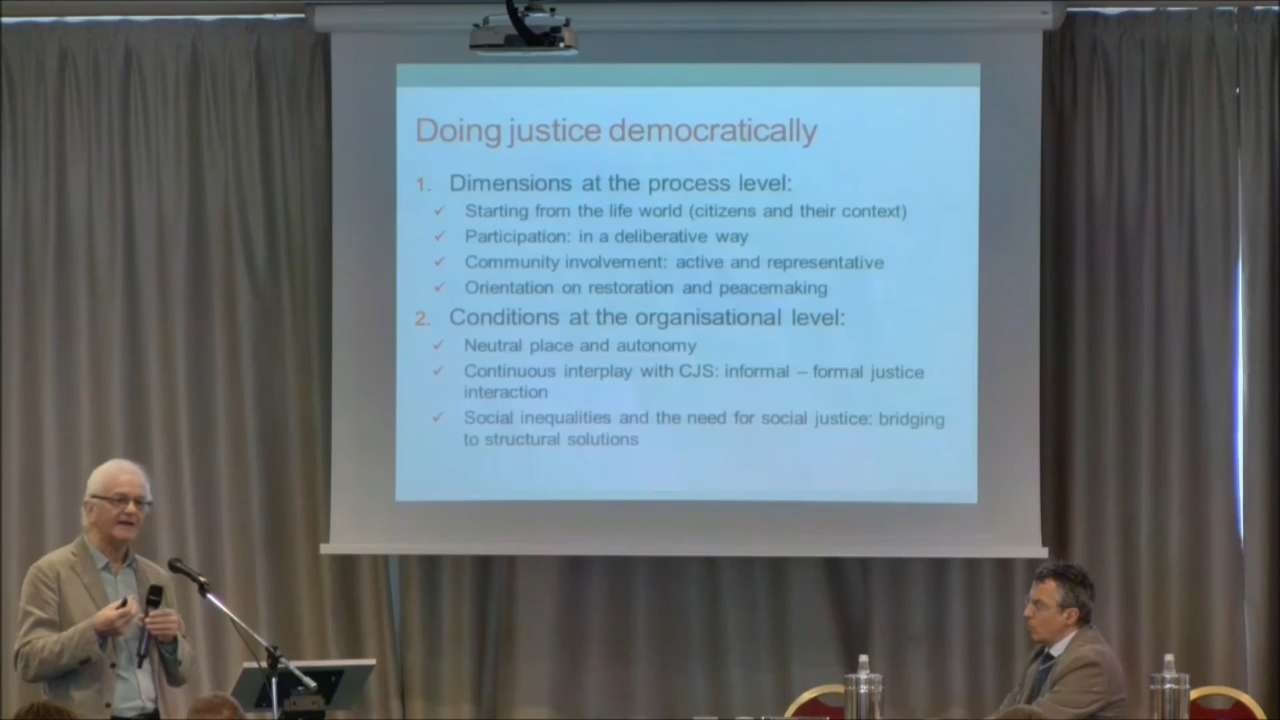 Doing justice democratically
1. Dimensions at the process level:
✓ Starting from the life world (citizens and their context)
✓ Participation: in a deliberative way
✓ Community involvement: active and representative
✓ Orientation on restoration and peacemaking
2. Conditions at the organisational level:
✓ Neutral place and autonomy
✓ Continuous interplay with CJS: informal – formal justice
interaction
✓ Social inequalities and the need for social justice: bridging
to structural solutions